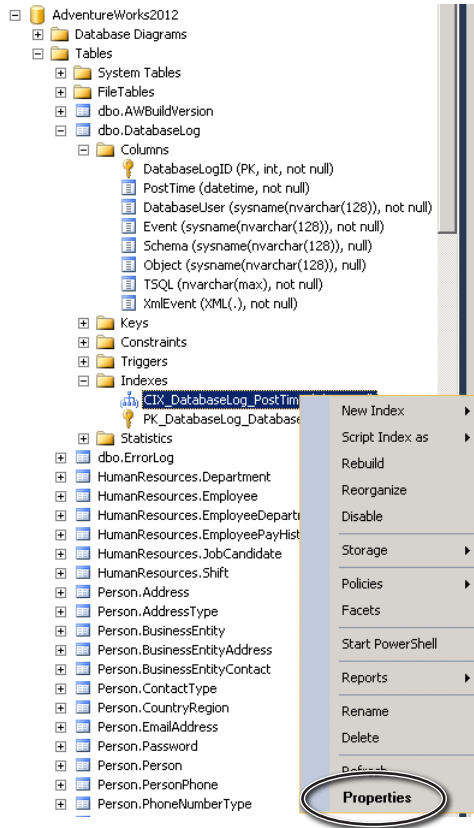 AdventureWorks2012
Database Diagrams
Tables
System Tables
FileTables
dbo.AWBuildVersion
dbo.DatabaseLog
Columns
DatabaseLogID (PK, int, not null)
PostTime (datetime, not null)
DatabaseUser (sysname(nvarchar(128)), not null)
Event (sysname(nvarchar(128)), not null)
Schema (sysname(nvarchar(128)), null)
Object (sysname(nvarchar(128)), null)
TSQL (nvarchar(max), not null)
XmlEvent (XML(.), not null)
Keys
Constraints
Triggers
Indexes
CIX_DatabaseLog_PostTim
PK_DatabaseLog_Database
Statistics
dbo.ErrorLog
HumanResources.Department
HumanResources.Employee
HumanResources.EmployeeDepartm
HumanResources.EmployeePayHist
HumanResources.JobCandidate
HumanResources.Shift
Person.Address
Person.AddressType
Person.BusinessEntity
Person.BusinessEntityAddress
Person.BusinessEntityContact
Person.ContactType
Person.CountryRegion
Person.EmailAddress
Person.Password
Person.Person
Person.PersonPhone
Person.PhoneNumberType
New Index
Script Index as
Rebuild
Reorganize
Disable
Storage
Policies
Facets
Start PowerShell
Reports
Rename
Delete
Refresh
Properties